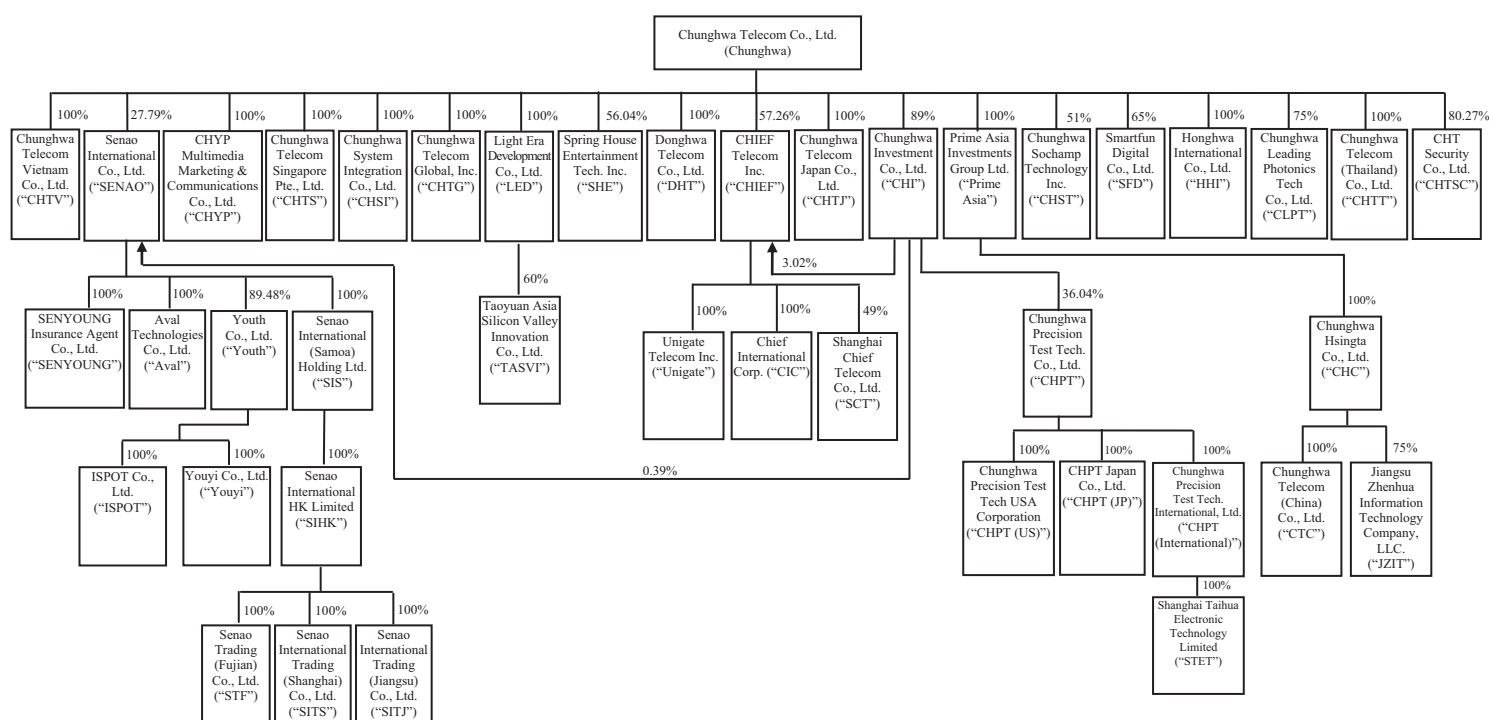 Chunghwa Telecom Co., Ltd.
(Chunghwa)
100%
27.79%
100%
100%
100%
100%
100%
56.04%
100%
57.26%
100%
89%
100%
51%
65%
100%
75%
100%
80.27%
Chunghwa
Telecom
Vietnam
Co., Ltd.
(“CHTV”)
Senao
International
Co., Ltd.
(“SENAO”)
CHYP
Multimedia
Marketing &
Communications
Co., Ltd.
(“CHYP”)
Chunghwa
Telecom
Singapore
Pte., Ltd.
(“CHTS”)
Chunghwa
System
Integration
Co., Ltd.
(“CHSI”)
Chunghwa
Telecom
Global, Inc.
(“CHTG”)
Light Era
Development
Co., Ltd.
(“LED”)
Spring House
Entertainment
Tech. Inc.
(“SHE”)
Donghwa
Telecom
Co., Ltd.
(“DHT”)
CHIEF
Telecom
Inc.
(“CHIEF”)
Chunghwa
Telecom
Japan Co.,
Ltd.
(“CHTJ”)
Chunghwa
Investment
Co., Ltd.
(“CHI”)
Prime Asia
Investments
Group Ltd.
(“Prime
Asia”)
Chunghwa
Sochamp
Technology
Inc.
(“CHST”)
Smartfun
Digital
Co., Ltd.
(“SFD”)
Honghwa
International
Co., Ltd.
(“HHI”)
Chunghwa
Leading
Photonics
Tech
Co., Ltd.
(“CLPT”)
Chunghwa
Telecom
(Thailand)
Co., Ltd.
(“CHTT”)
CHT
Security
Co., Ltd.
(“CHTSC”)
3.02%
100%
100%
89.48%
100%
60%
100%
100%
49%
36.04%
100%
SENYOUNG
Insurance Agent
Co., Ltd.
(“SENYOUNG”)
Aval
Technologies
Co., Ltd.
(“Aval”)
Youth
Co., Ltd.
(“Youth”)
Senao
International
(Samoa)
Holding Ltd.
(“SIS”)
Taoyuan Asia
Silicon Valley
Innovation
Co., Ltd.
(“TASVI”)
Unigate
Telecom Inc.
(“Unigate”)
Chief
International
Corp. (“CIC”)
Shanghai
Chief
Telecom
Co., Ltd.
(“SCT”)
Chunghwa
Precision
Test Tech.
Co., Ltd.
(“CHPT”)
Chunghwa
Hsingta
Co., Ltd.
(“CHC”)
0.39%
100%
100%
100%
100%
100%
100%
100%
75%
ISPOT Co.,
Ltd.
(“ISPOT”)
Youyi Co., Ltd.
(“Youyi”)
Senao
International
HK Limited
(“SIHK”)
Chunghwa
Precision Test
Tech USA
Corporation
(“CHPT (US)”)
CHPT Japan
Co., Ltd.
(“CHPT (JP)”)
Chunghwa
Precision
Test Tech.
International, Ltd.
(“CHPT
(International)”)
Chunghwa
Telecom
(China)
Co., Ltd.
(“CTC”)
Jiangsu
Zhenhua
Information
Technology
Company,
LLC.
(“JZIT”)
100%
100%
100%
100%
Senao
Trading
(Fujian)
Co., Ltd.
(“STF”)
Senao
International
Trading
(Shanghai)
Co., Ltd.
(“SITS”)
Senao
International
Trading
(Jiangsu) Co.,
Ltd.
(“SITJ”)
Shanghai Taihua
Electronic
Technology
Limited
(“STET”)